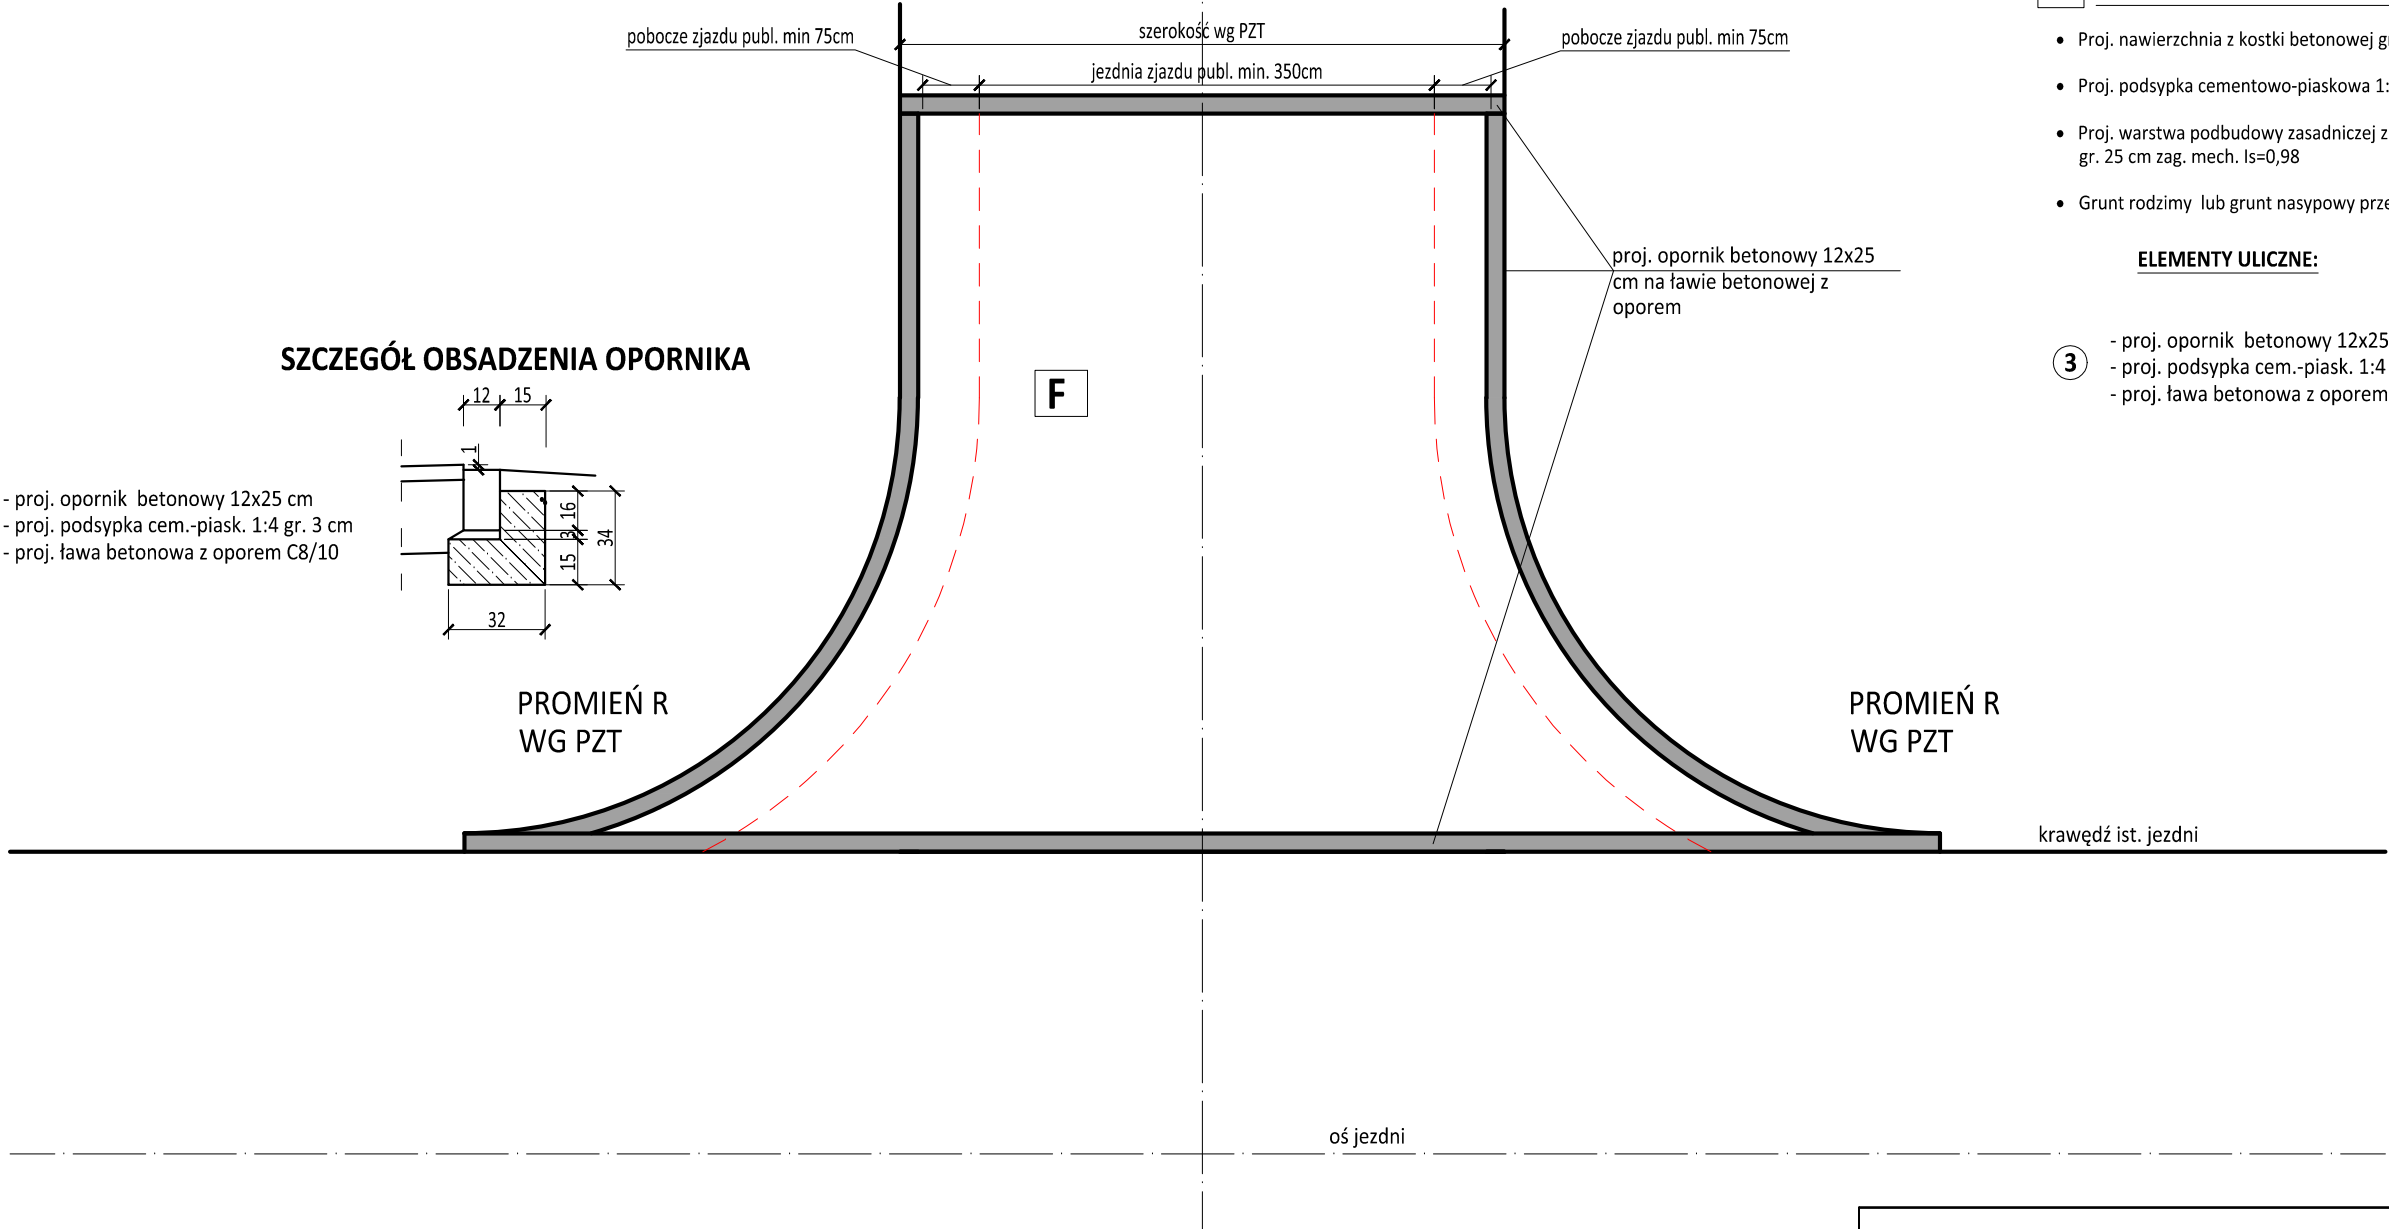 szerokość wg PZT
pobocze zjazdu publ. min 75cm
pobocze zjazdu publ. min 75cm
jezdnia zjazdu publ. min. 350cm
• Proj. nawierzchnia z kostki betonowej
• Proj. podsypka cementowo-piaskowa 1:
• Proj. warstwa podbudowy zasadniczej z
gr. 25 cm zag. mech. Is=0,98
• Grunt rodzimy lub grunt nasypowy
ELEMENTY ULICZNE:
3
- proj. opornik betonowy 12x25
- proj. podsypka cem.-piask. 1:4
- proj. ława betonowa z oporem
proj. opornik betonowy 12x25
cm na ławie betonowej z
oporem
SZCZEGÓŁ OBSADZENIA OPORNIKA
12 15
1
16
3
15
34
32
- proj. opornik betonowy 12x25 cm
- proj. podsypka cem.-piask. 1:4 gr. 3 cm
- proj. ława betonowa z oporem C8/10
F
PROMIEŃ R
WG PZT
PROMIEŃ R
WG PZT
krawędź ist. jezdni
oś jezdni